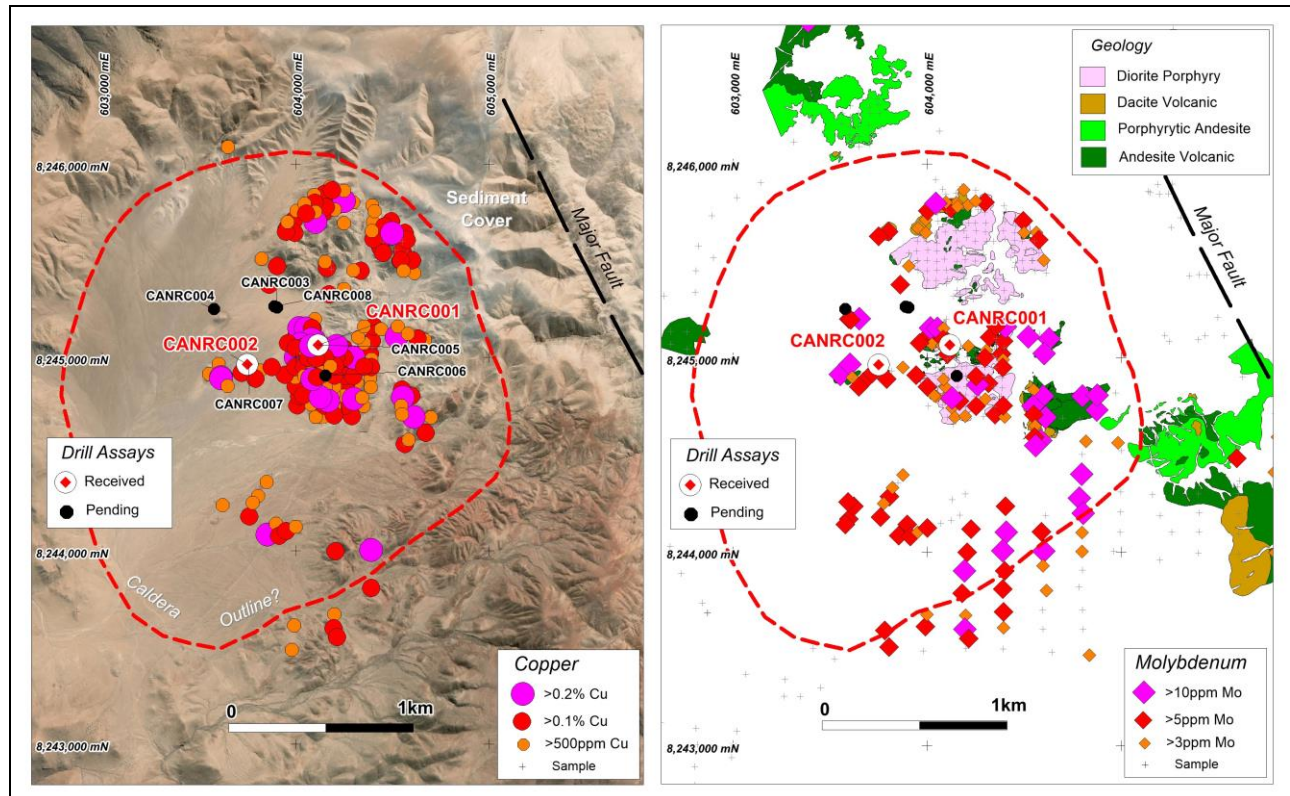 603,000 mE
604,000 mE
605,000 mE
8,246,000 mN
Sediment
Cover
Major Fault
CANRC003
CANRC004
CANRC008
CANRC001
CANRC002
CANRC005
8,245,000 mN
CANRC006
CANRC007
Drill Assays
Received
Pending
8,244,000 mN
Caldera
Outline?
Copper
>0.2% Cu
>0.1% Cu
>500ppm Cu
Sample
0
1km
8,243,000 mN
603,000 mE
604,000 mE
Geology
Diorite Porphyry
Dacite Volcanic
Porphyrytic Andesite
Andesite Volcanic
8,246,000 mN
Major Fault
CANRC001
CANRC002
8,245,000 mN
Drill Assays
Received
Pending
8,244,000 mN
Molybdenum
>10ppm Mo
>5ppm Mo
>3ppm Mo
Sample
0
1km
8,243,000 mN